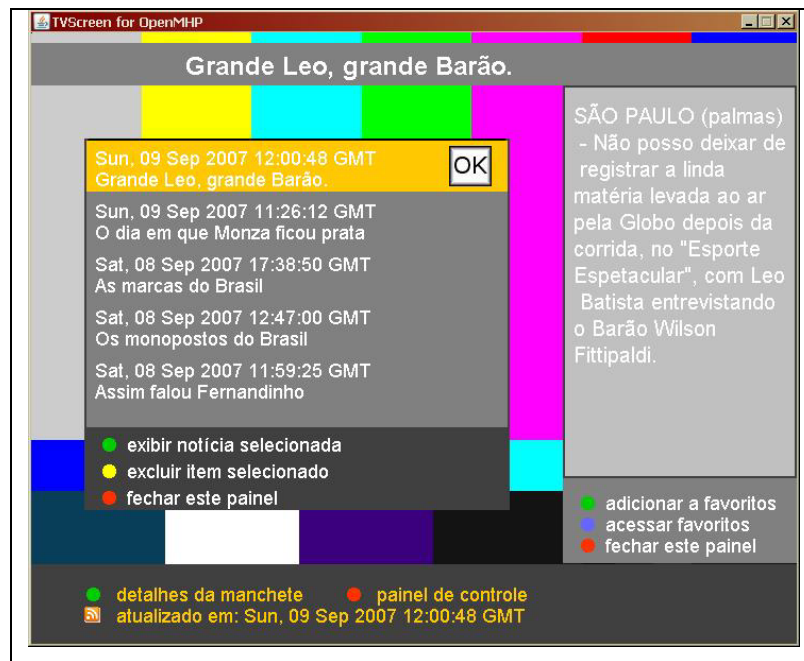 TVScreen for OpenMHP
Grande Leo, grande Barão.
Sun, 09 Sep 2007 12:00:48 GMT
Grande Leo, grande Barão.
OK
Sun, 09 Sep 2007 11:26:12 GMT
O dia em que Monza ficou prata
Sat, 08 Sep 2007 17:38:50 GMT
As marcas do Brasil
Sat, 08 Sep 2007 12:47:00 GMT
Os monopostos do Brasil
Sat, 08 Sep 2007 11:59:25 GMT
Assim falou Fernandinho
exibir notícia selecionada
excluir item selecionado
fechar este painel
SÃO PAULO (palmas)
- Não posso deixar de
registrar a linda
matéria levada ao ar
pela Globo depois da
corrida, no "Esporte
Espetacular", com Leo
Batista entrevistando
o Barão Wilson
Fittipaldi.
adicionar a favoritos
acessar favoritos
fechar este painel
detalhes da manchete painel de controle
atualizado em: Sun, 09 Sep 2007 12:00:48 GMT